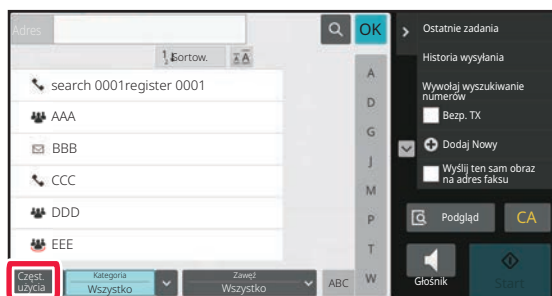 Adres
OK
Sortow.
search 0001register 0001
AAA
BBB
CCC
DDD
EEE
A
D
G
J
M
P
T
W
Częst.
użycia
Kategoria
Wszystko
Zawęź
Wszystko
ABC
Ostatnie zadania
Historia wysyłania
Wywołaj wyszukiwanie
numerów
Bezp. TX
Dodaj Nowy
Wyślij ten sam obraz
na adres faksu
Podgląd
CA
Głośnik
Start